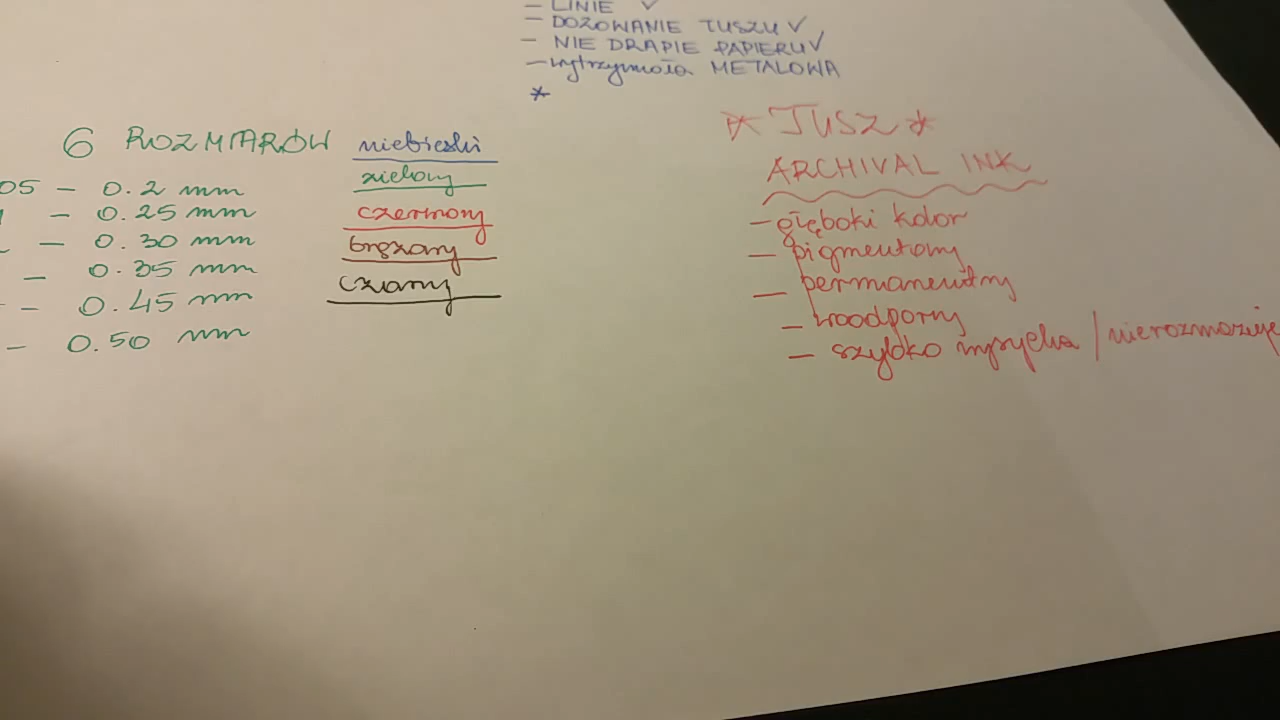 - LINIE ✓
- DOZOWANIE TUSZU ✓
- NIE DRAPIE PAPIERU ✓
- wytrzymała METALOWA
*
6 ROZMIARÓW
05 - 0.2 mm
- 0.25 mm
- 0.30 mm
- 0.35 mm
- 0.45 mm
- 0.50 mm
niebieski
zielony
czerwony
brązowy
czarny
* TUSZ *
ARCHIVAL INK
- głęboki kolor
- pigmentowy
- permanentny
- woodporny
- szybko wysycha / nierozmazuje